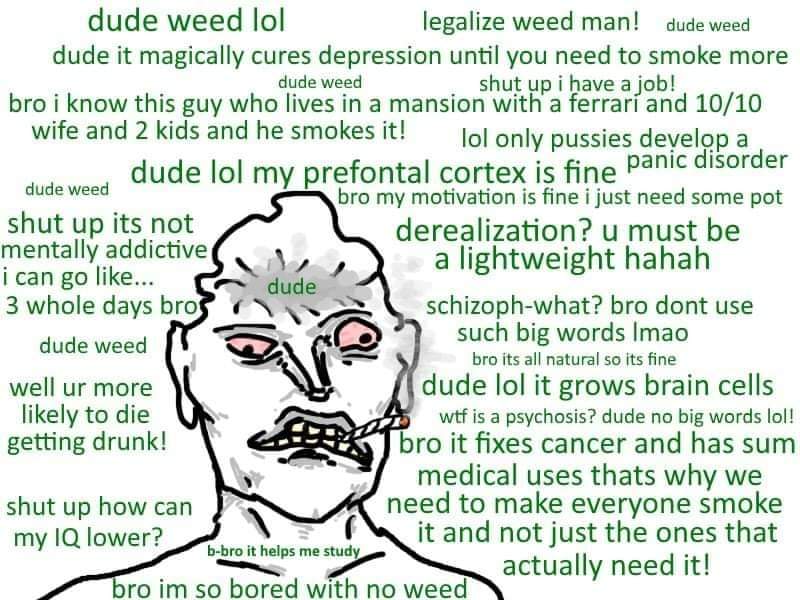 dude weed lol
legalize weed man!
dude weed
dude it magically cures depression until you need to smoke more
dude weed
shut up i have a job!
bro i know this guy who lives in a mansion with a ferrari and 10/10
wife and 2 kids and he smokes it!
lol only pussies develop a
panic disorder
dude lol my prefontal cortex is fine
dude weed
bro my motivation is fine i just need some pot
shut up its not
mentally addictive
i can go like...
3 whole days bro
derealization? u must be
a lightweight hahah
dude
schizoph-what? bro dont use
such big words lmao
dude weed
bro its all natural so its fine
dude lol it grows brain cells
well ur more
likely to die
getting drunk!
wtf is a psychosis? dude no big words lol!
bro it fixes cancer and has sum
medical uses thats why we
need to make everyone smoke
it and not just the ones that
actually need it!
shut up how can
my IQ lower?
b-bro it helps me study
bro im so bored with no weed